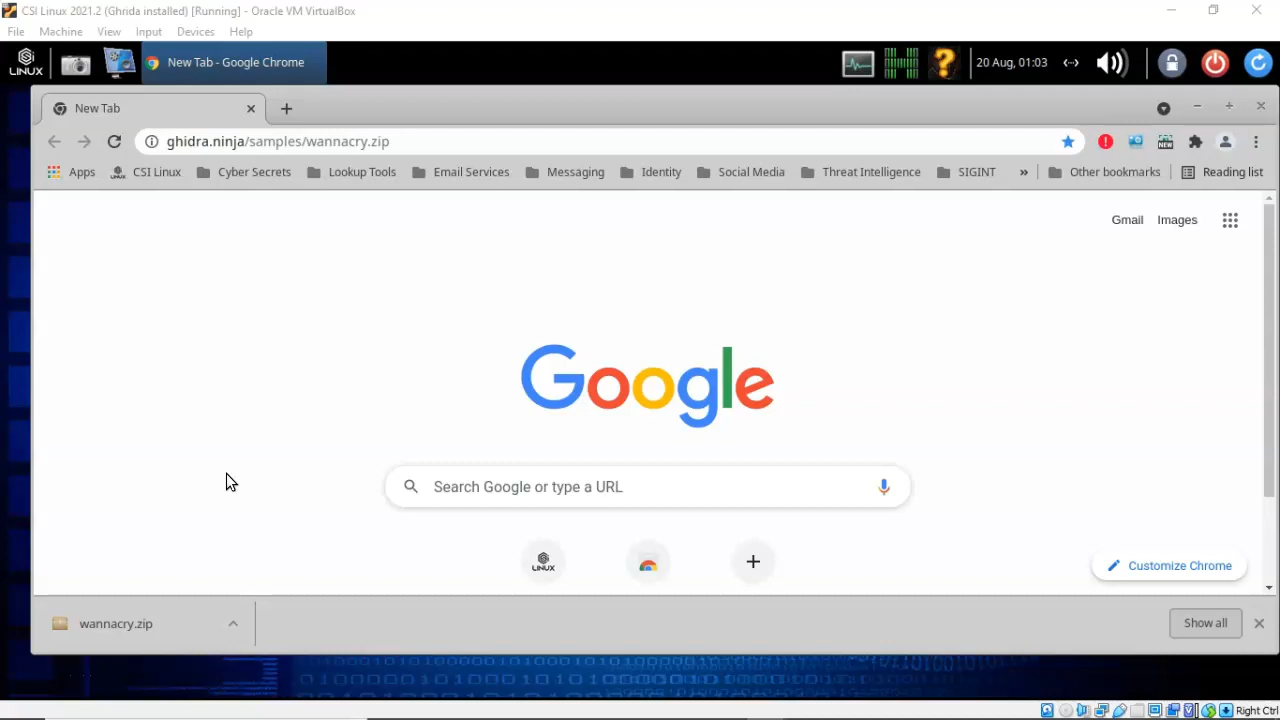 CSI Linux 2021.2 (Ghrida installed) [Running] - Oracle VM VirtualBox
File Machine View Input Devices Help
LINUX New Tab - Google Chrome 20 Aug, 01:03
New Tab
ghidra.ninja/samples/wannacry.zip NEW
Apps CSI Linux Cyber Secrets Lookup Tools Email Services Messaging Identity Social Media Threat Intelligence SIGINT » Other bookmarks Reading list
Gmail Images
Google
Search Google or type a URL
LINUX
Customize Chrome
wannacry.zip Show all
Right Ctrl